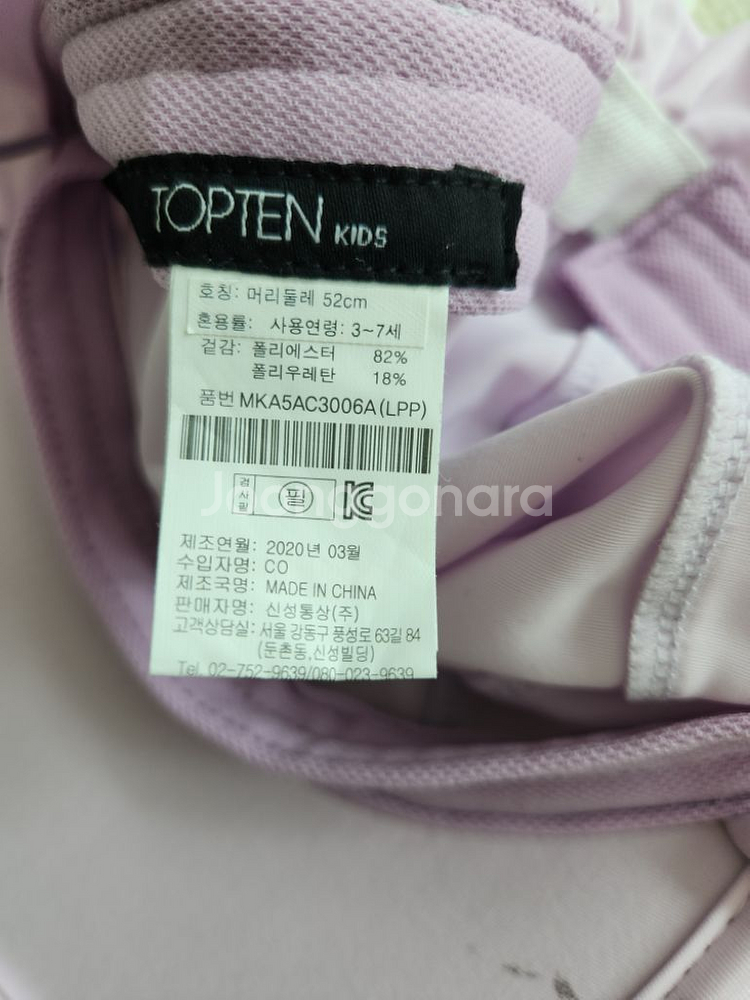 TOPTEN KIDS
호칭: 머리둘레 52cm
혼용률: 사용연령: 3~7세
겉감: 폴리에스터 82%
폴리우레탄 18%
품번 MKA5AC3006A(LPP)
검사필 필
Joonggonara
제조연월: 2020년 03월
수입자명: CO
제조국명: MADE IN CHINA
판매자명: 신성통상(주)
고객상담실: 서울 강동구 풍성로 63길 84
(둔촌동,신성빌딩)
Tel. 02-752-9639/080-023-9639